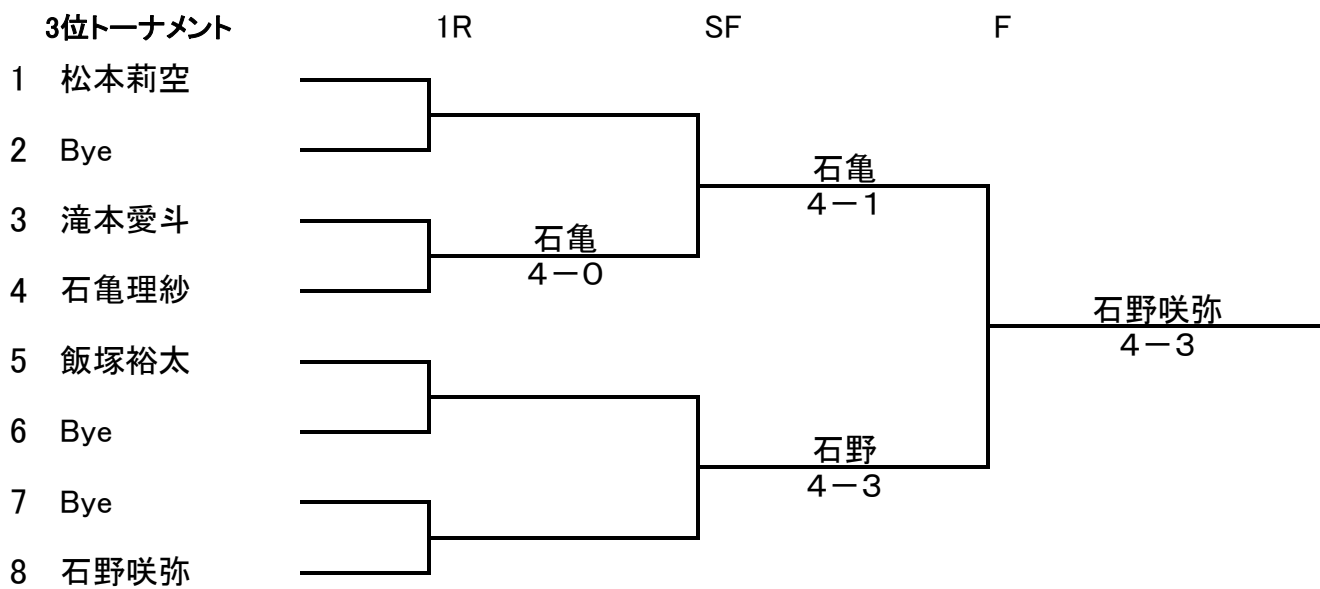 3位トーナメント 1R SF F
1 松本莉空
2 Bye
石亀
4－1
3 滝本愛斗
石亀
4－0
4 石亀理紗
石野咲弥
4－3
5 飯塚裕太
6 Bye
石野
4－3
7 Bye
8 石野咲弥